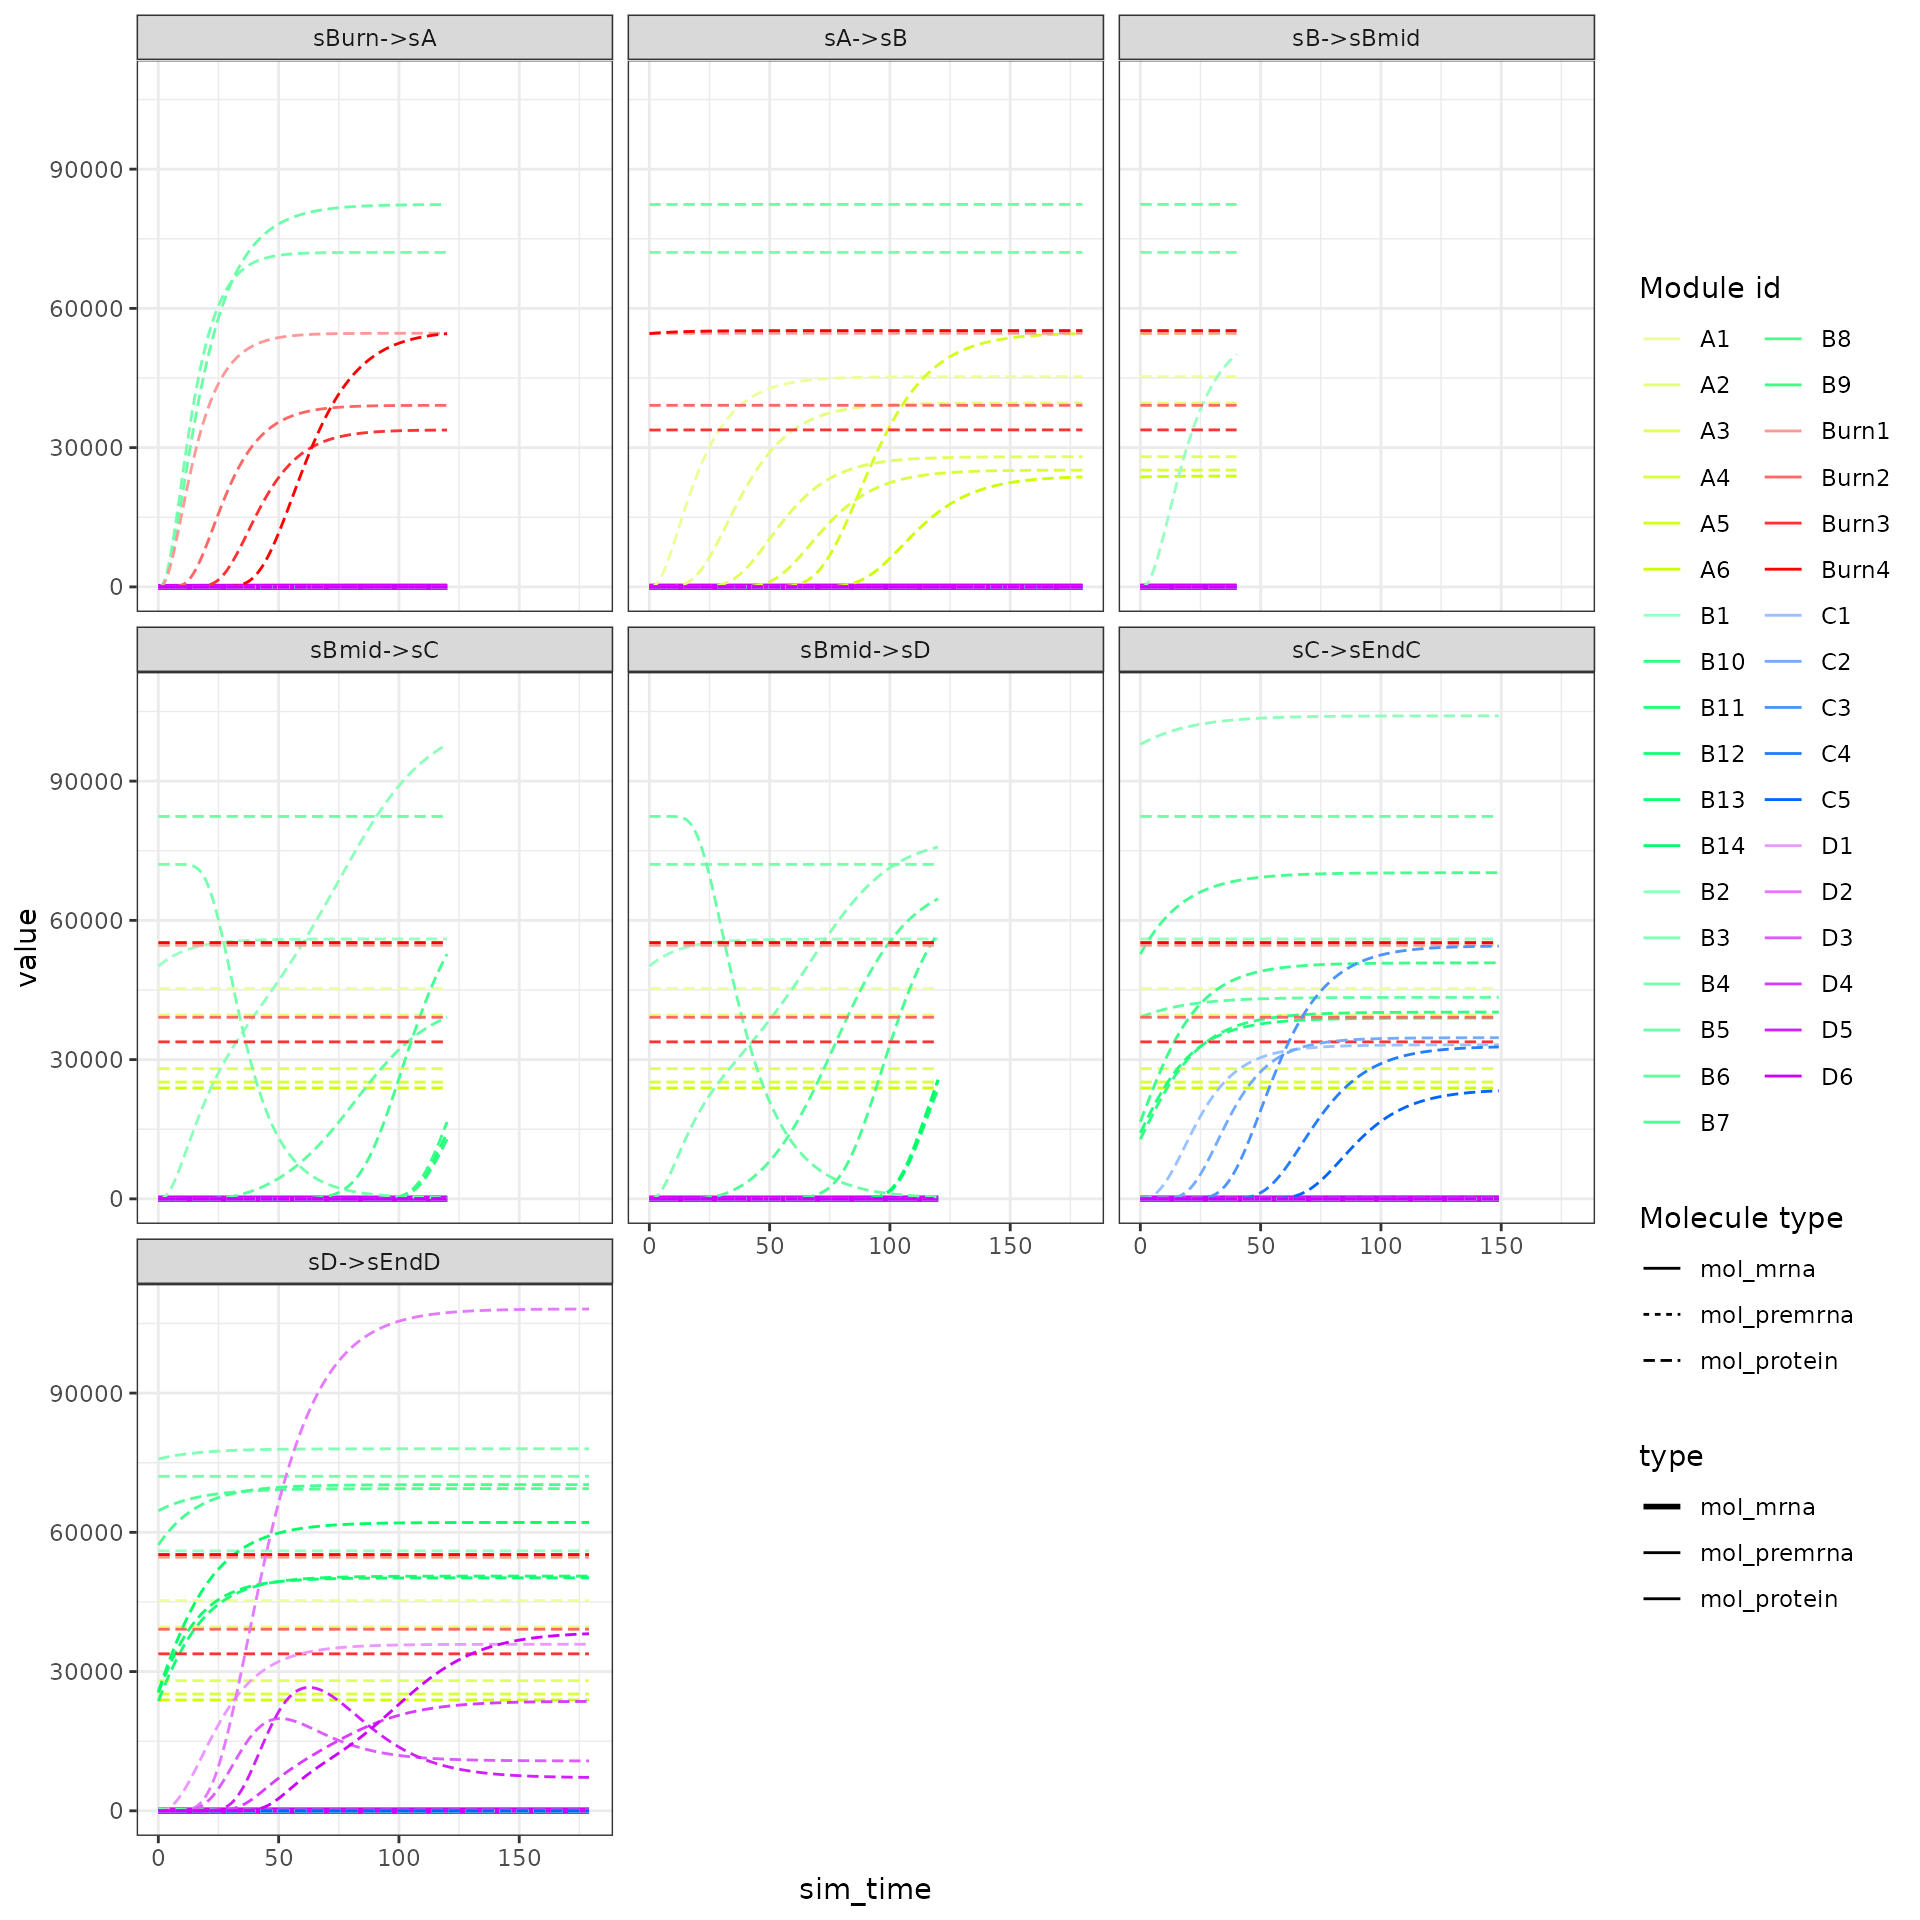 sBurn->sA
sA->sB
sB->sBmid
90000
60000
30000
0
sBmid->sC
sBmid->sD
sC->sEndC
90000
60000
30000
0
0 50 100 150
0 50 100 150
sD->sEndD
90000
60000
30000
0
0 50 100 150
sim_time
value
Module id
A1
A2
A3
A4
A5
A6
B1
B10
B11
B12
B13
B14
B2
B3
B4
B5
B6
B7
B8
B9
Burn1
Burn2
Burn3
Burn4
C1
C2
C3
C4
C5
D1
D2
D3
D4
D5
D6
Molecule type
mol_mrna
mol_premrna
mol_protein
type
mol_mrna
mol_premrna
mol_protein